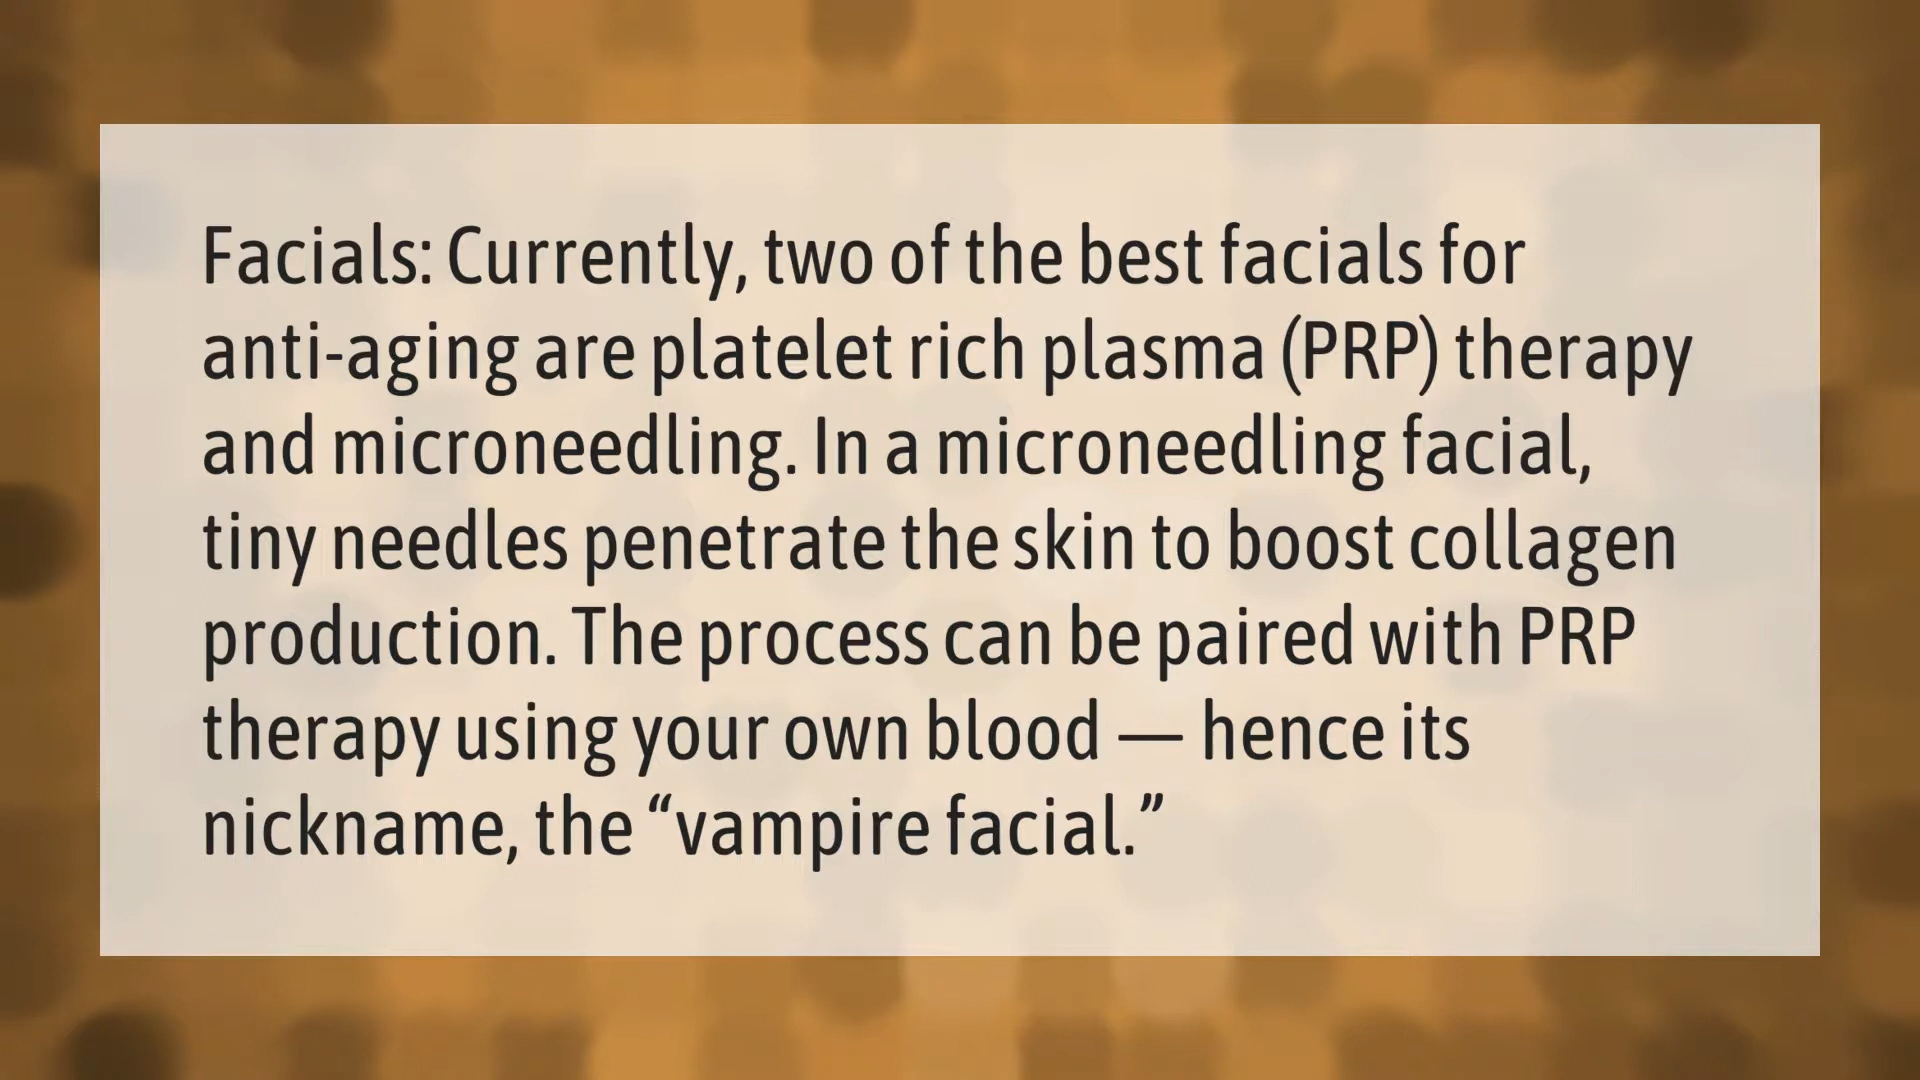 Facials: Currently, two of the best facials for
anti-aging are platelet rich plasma (PRP) therapy
and microneedling. In a microneedling facial,
tiny needles penetrate the skin to boost collagen
production. The process can be paired with PRP
therapy using your own blood — hence its
nickname, the “vampire facial.”